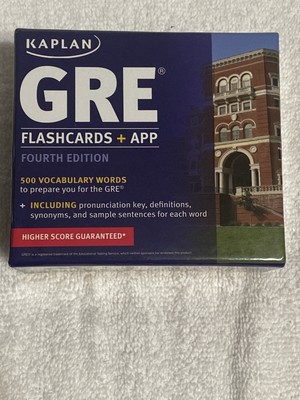 KAPLAN
GRE®
FLASHCARDS + APP
FOURTH EDITION
500 VOCABULARY WORDS
to prepare you for the GRE®
+ INCLUDING pronunciation key, definitions,
synonyms, and sample sentences for each word
HIGHER SCORE GUARANTEED*